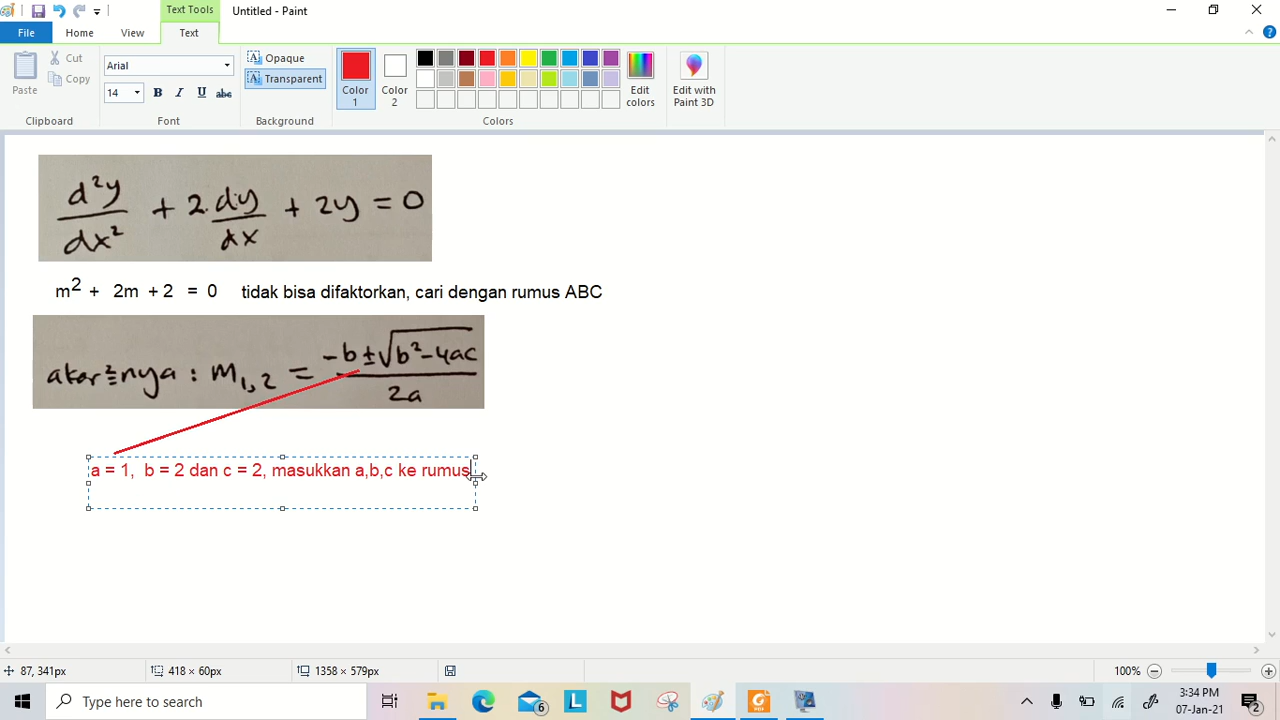 Text Tools Untitled - Paint
File Home View Text
Paste Cut Copy Arial 14 B I U abc Opaque Transparent Color 1 Color 2 Edit colors Edit with Paint 3D
Clipboard Font Background Colors
d²y/dx² + 2.dy/dx + 2y = 0
m² + 2m + 2 = 0 tidak bisa difaktorkan, cari dengan rumus ABC
akar²nya : m1,2 = -b ± √b²-4ac / 2a
a = 1, b = 2 dan c = 2, masukkan a,b,c ke rumus
87, 341px 418 × 60px 1358 × 579px 100%
Type here to search L 6 PDF 3:34 PM 07-Jan-21 2